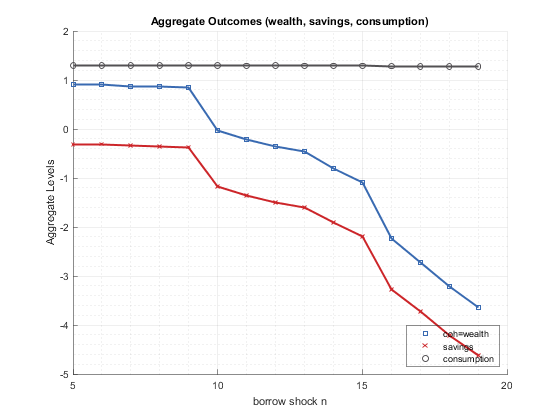 Aggregate Outcomes (wealth, savings, consumption)
2
1
0
-1
-2
-3
-4
-5
Aggregate Levels
5
10
15
20
borrow shock n
coh=wealth
savings
consumption